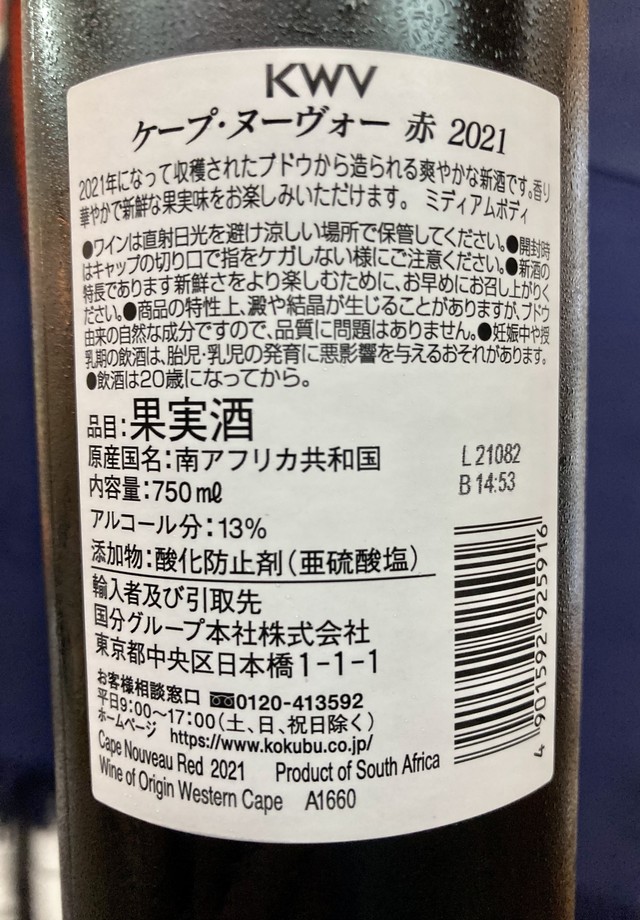 KWV
ケープ・ヌーヴォー 赤 2021
2021年になって収穫されたブドウから造られる爽やかな新酒です。香り
華やかで新鮮な果実味をお楽しみいただけます。 ミディアムボディ
●ワインは直射日光を避け涼しい場所で保管してください。●開封時
はキャップの切り口で指をケガしない様にご注意ください。●新酒の
特長であります新鮮さをより楽しむために、お早めにお召し上がりく
ださい。●商品の特性上、澱や結晶が生じることがありますが、ブドウ
由来の自然な成分ですので、品質に問題はありません。●妊娠中や授
乳期の飲酒は、胎児・乳児の発育に悪影響を与えるおそれがあります。
●飲酒は20歳になってから。
品目：果実酒
原産国名：南アフリカ共和国
内容量：750㎖
アルコール分：13%
添加物：酸化防止剤（亜硫酸塩）
L21082
B 14:53
輸入者及び引取先
国分グループ本社株式会社
東京都中央区日本橋1-1-1
お客様相談窓口 0120-413592
平日9:00〜17:00（土、日、祝日除く）
ホームページ https://www.kokubu.co.jp/
Cape Nouveau Red 2021 Product of South Africa
Wine of Origin Western Cape A1660
4 901592 925916